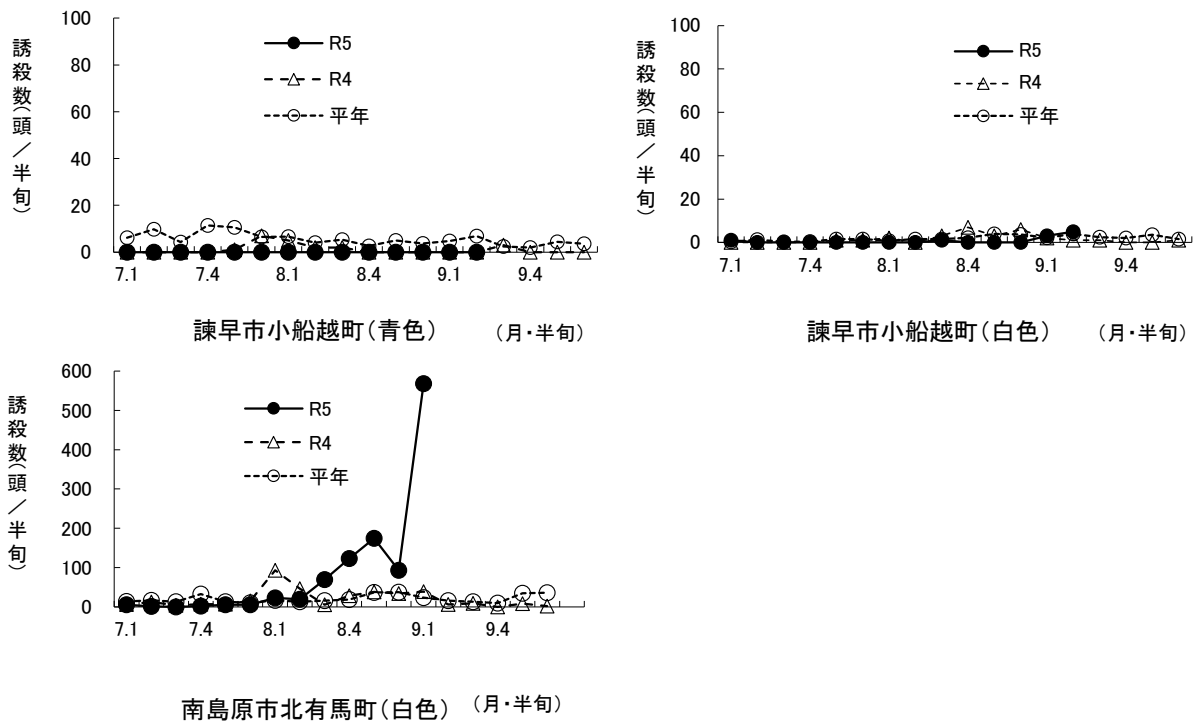 誘殺数(頭／半旬)
100
80
60
40
20
0
R5
R4
平年
7.1 7.4 8.1 8.4 9.1 9.4
諫早市小船越町(青色) (月・半旬)
誘殺数(頭／半旬)
100
80
60
40
20
0
R5
R4
平年
7.1 7.4 8.1 8.4 9.1 9.4
諫早市小船越町(白色) (月・半旬)
誘殺数(頭／半旬)
600
500
400
300
200
100
0
R5
R4
平年
7.1 7.4 8.1 8.4 9.1 9.4
南島原市北有馬町(白色) (月・半旬)